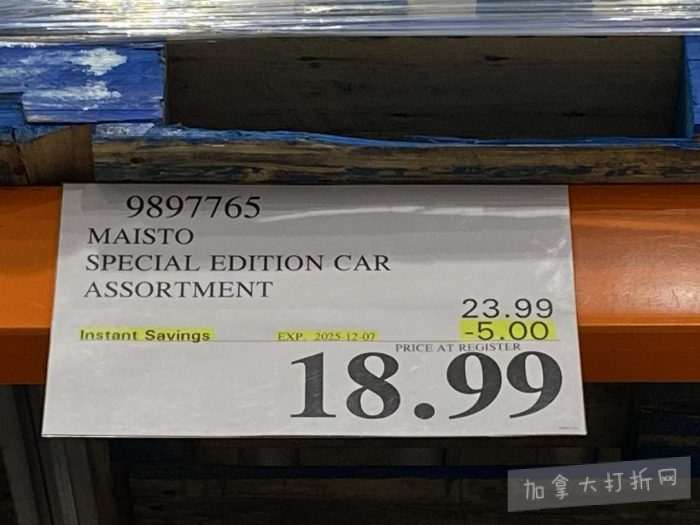 9897765
MAISTO
SPECIAL EDITION CAR
ASSORTMENT
23.99
Instant Savings EXP. 2025-12-07 -5.00
PRICE AT REGISTER
18.99
加拿大打折网